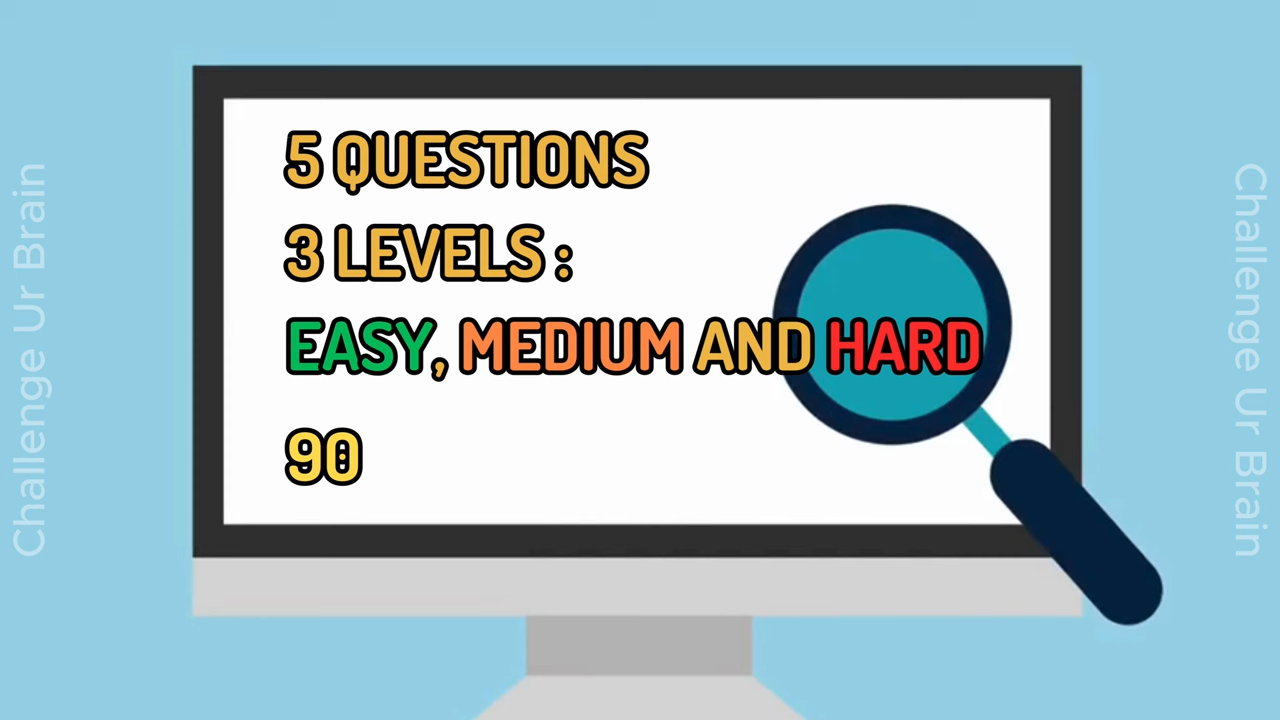 5 QUESTIONS
3 LEVELS :
EASY, MEDIUM AND HARD
90
Challenge Ur Brain
Challenge Ur Brain